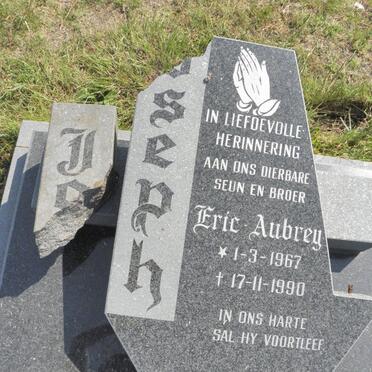 Jo
seph
IN LIEFDEVOLLE
HERINNERING
AAN ONS DIERBARE
SEUN EN BROER
Eric Aubrey
* 1-3-1967
† 17-11-1990
IN ONS HARTE
SAL HY VOORTLEEF